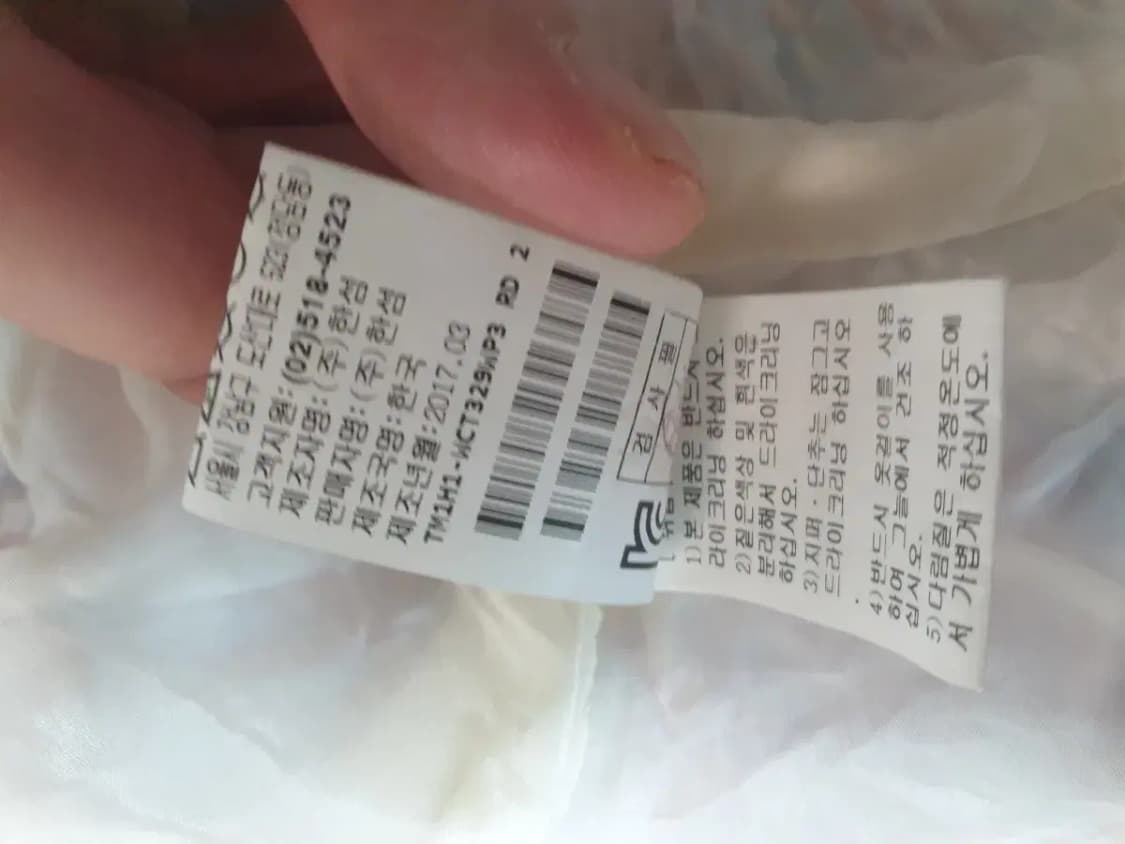 서울시 강남구 도산대로 523(청담동)
고객지원:(02)518-4523
제조자명:(주)한섬
판매자명:(주)한섬
제조국명:한국
제조년월:2017.03
TM1H1-WCT329WP3 RD 2
검 사 필
1)본 제품은 반드시
라이크리닝 하십시오.
2)짙은색상 및 흰색은
분리해서 드라이크리닝
하십시오.
3)지퍼·단추는 잠그고
드라이크리닝 하십시오
4)반드시 옷걸이를 사용
하여 그늘에서 건조 하
십시오.
5)다림질은 적정온도에
서 가볍게 하십시오.